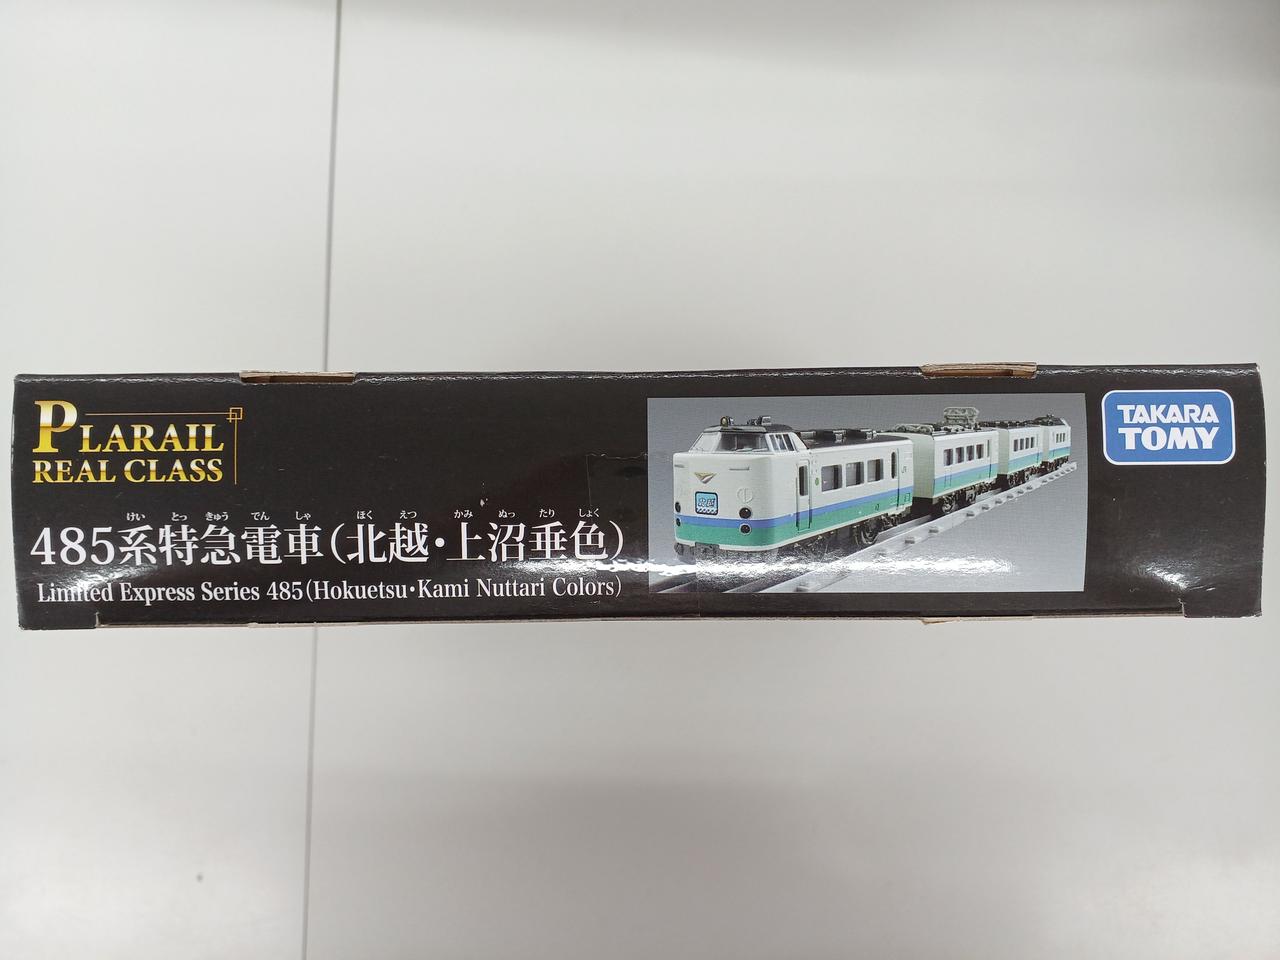 PLARAIL
REAL CLASS
けい とっ きゅう でん しゃ ほく えつ かみ ぬっ たり しょく
485系特急電車(北越・上沼垂色)
Limited Express Series 485(Hokuetsu・Kami Nuttari Colors)
北越
TAKARA
TOMY